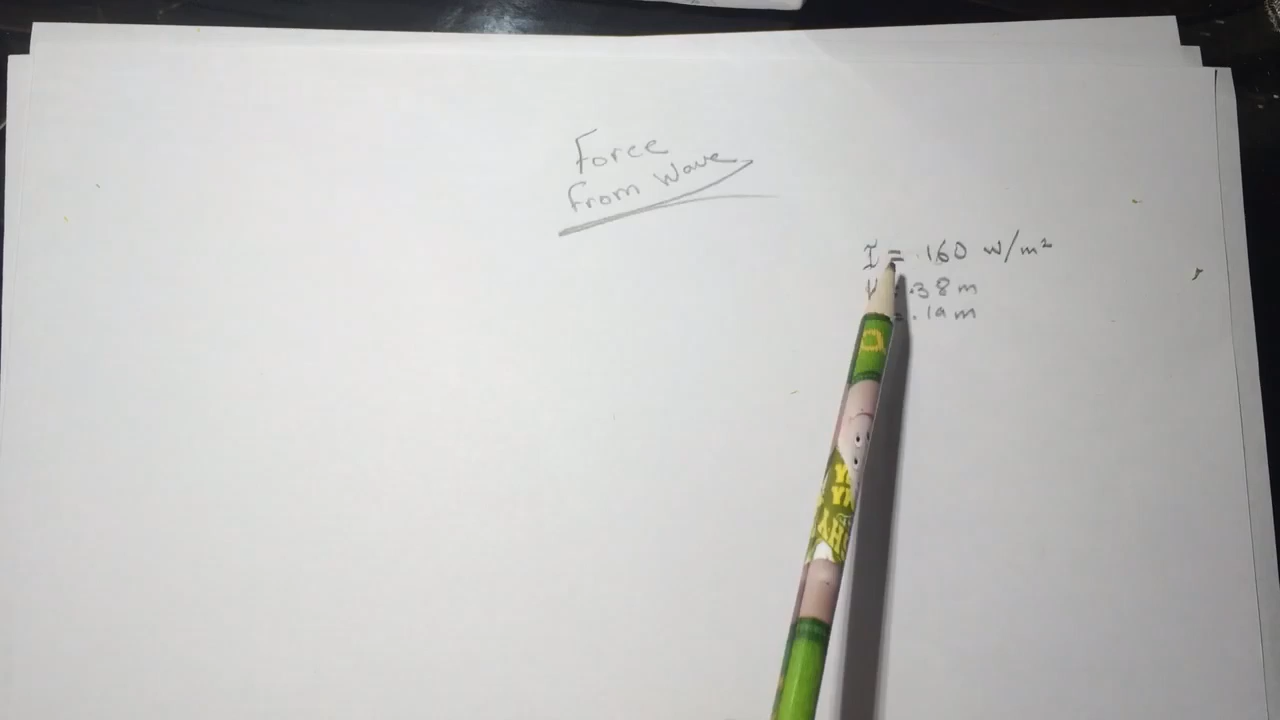 Force
From Wave
I = 160 W/m²
.38 m
= .19 m